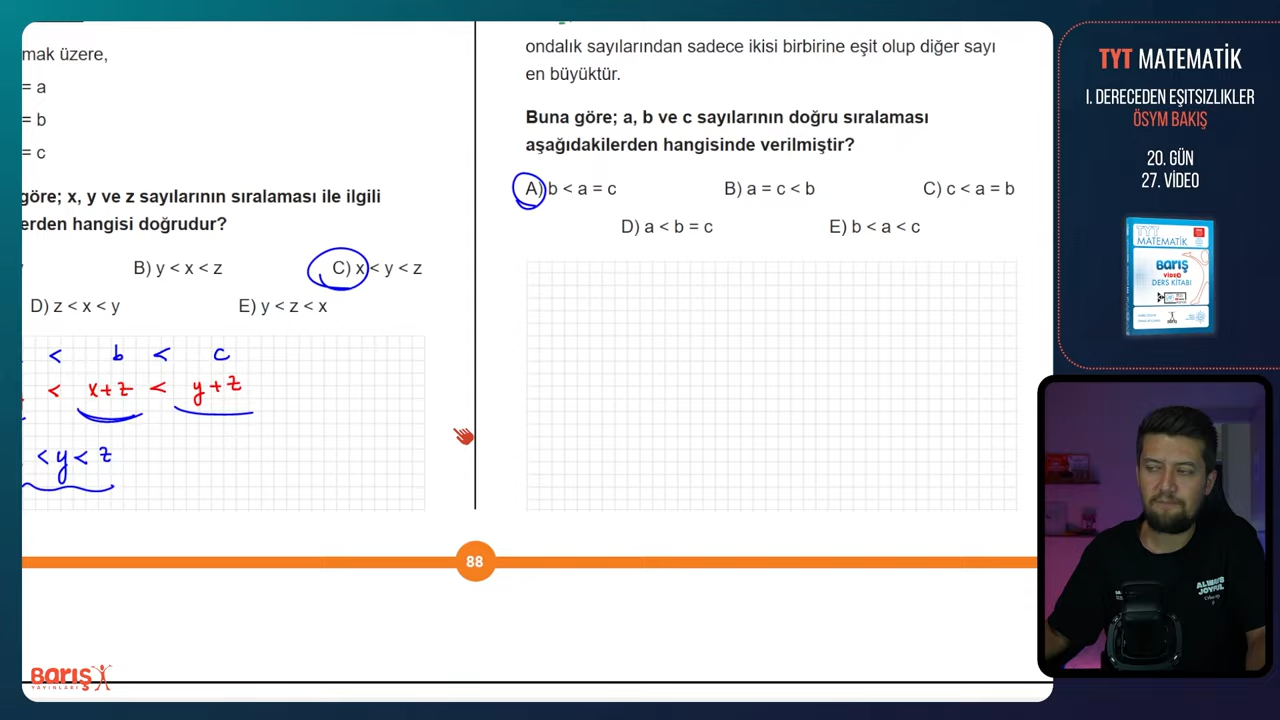 mak üzere,
= a
= b
= c
göre; x, y ve z sayılarının sıralaması ile ilgili
erden hangisi doğrudur?
B) y < x < z
C) x < y < z
D) z < x < y
E) y < z < x
< b < c
< x+z < y+z
< y < z
ondalık sayılarından sadece ikisi birbirine eşit olup diğer sayı
en büyüktür.
Buna göre; a, b ve c sayılarının doğru sıralaması
aşağıdakilerden hangisinde verilmiştir?
A) b < a = c
B) a = c < b
C) c < a = b
D) a < b = c
E) b < a < c
88
BARIŞ
YAYINLARI
TYT MATEMATİK
I. DERECEDEN EŞİTSİZLİKLER
ÖSYM BAKIŞ
20. GÜN
27. VİDEO
TYT
MATEMATİK
BARIŞ
VİDEO
DERS KİTABI
ALWAYS
JOYFUL